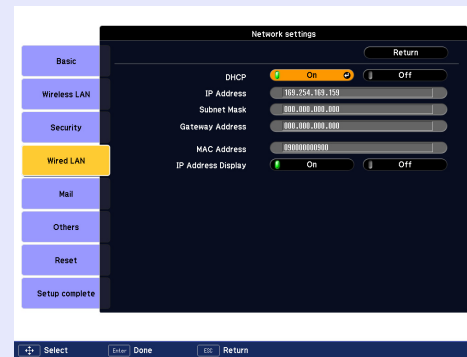 Network settings
Return
Basic
Wireless LAN
Security
Wired LAN
Mail
Others
Reset
Setup complete
DHCP On Off
IP Address 169.254.169.159
Subnet Mask 000.000.000.000
Gateway Address 000.000.000.000
MAC Address 090000000900
IP Address Display On Off
Select Enter Done ESC Return